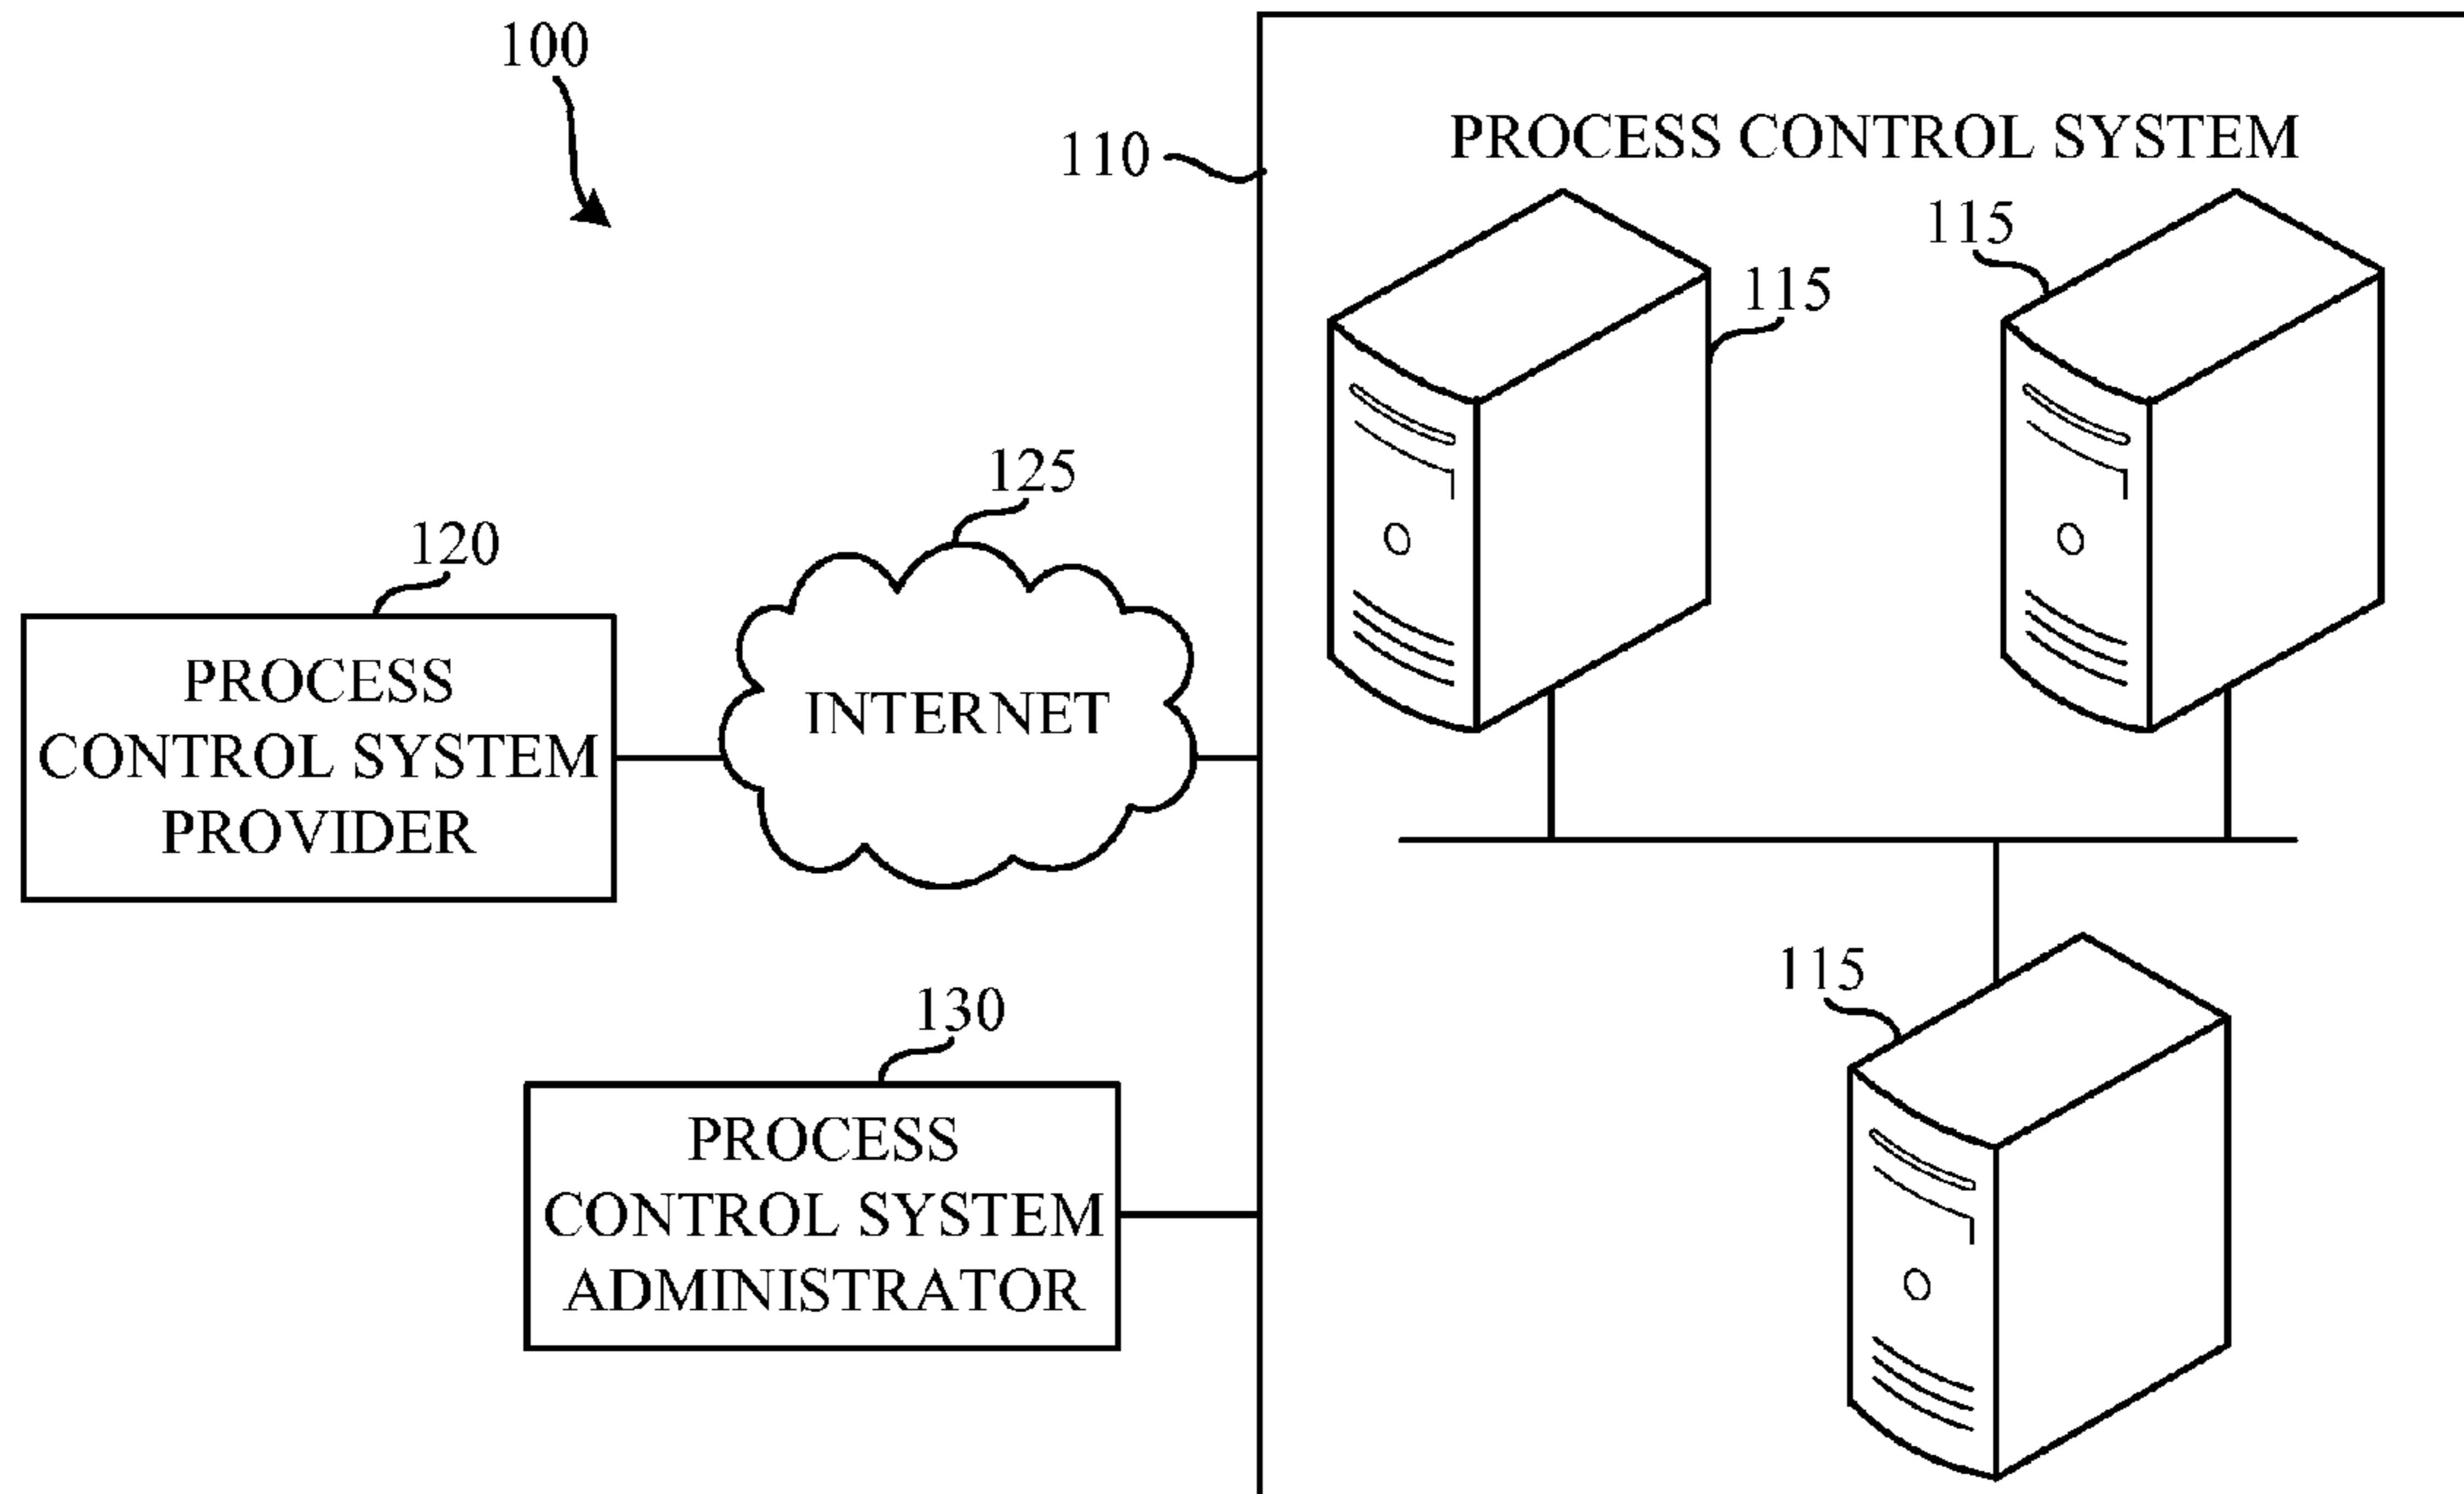 100
110
PROCESS CONTROL SYSTEM
115
115
125
120
PROCESS
CONTROL SYSTEM
PROVIDER
INTERNET
130
PROCESS
CONTROL SYSTEM
ADMINISTRATOR
115